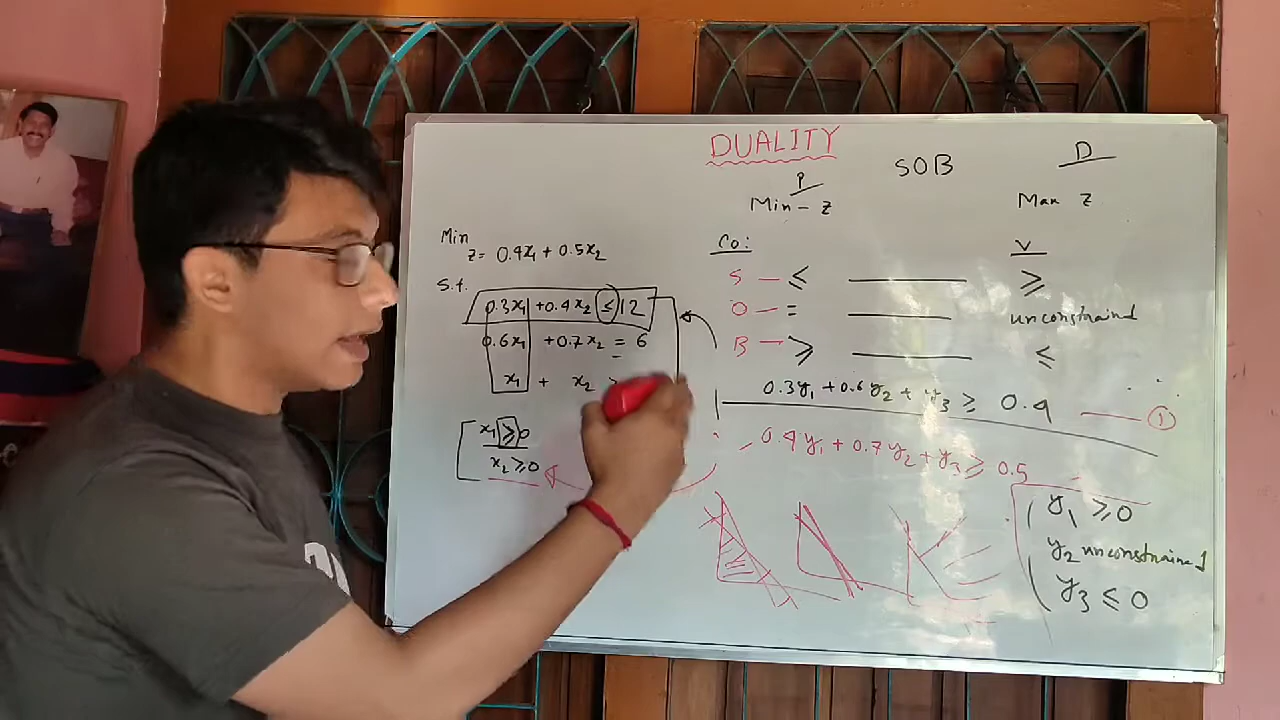 DUALITY
SOB
P
D
Min - Z
Max Z
Min
Z = 0.4x₁ + 0.5x₂
S.t.
0.3x₁ + 0.4x₂ ≤ 12
0.6x₁ + 0.7x₂ = 6
x₁ + x₂ ≥
x₁ ≥ 0
x₂ ≥ 0
Co:
V
S — ≤ —— ≥
O — = —— unconstrained
B — ≥ —— ≤
0.3y₁ + 0.6y₂ + y₃ ≥ 0.4 —— ①
0.4y₁ + 0.7y₂ + y₃ ≥ 0.5
y₁ ≥ 0
y₂ unconstrained
y₃ ≤ 0